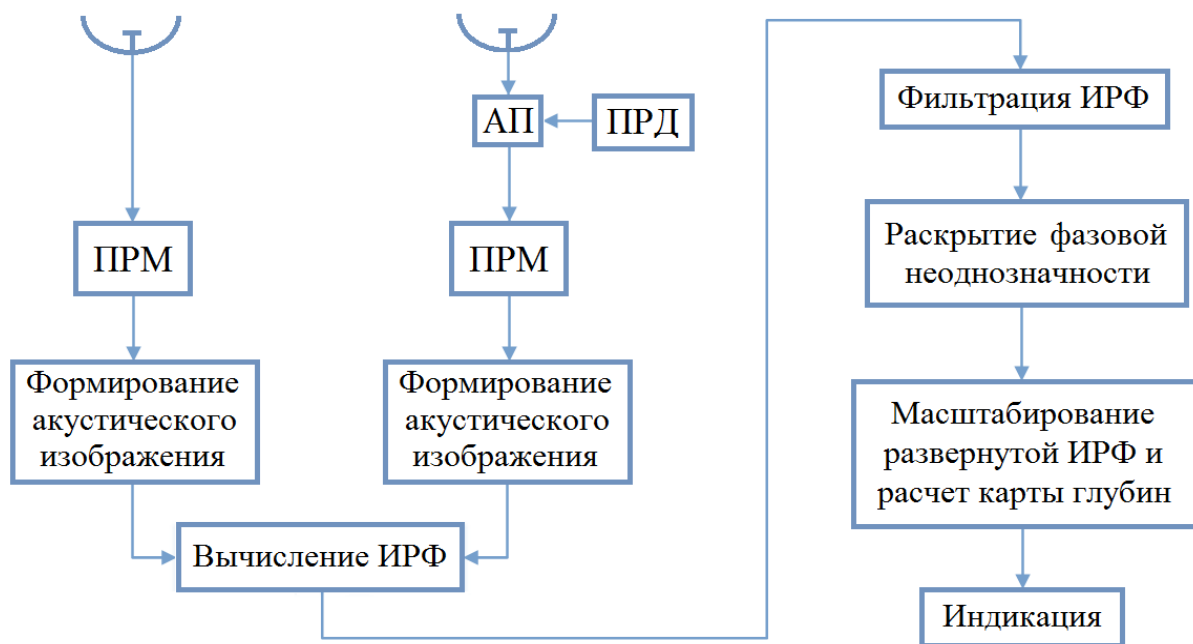 АП
ПРД
ПРМ
ПРМ
Формирование
акустического
изображения
Формирование
акустического
изображения
Вычисление ИРФ
Фильтрация ИРФ
Раскрытие фазовой
неоднозначности
Масштабирование
развернутой ИРФ и
расчет карты глубин
Индикация